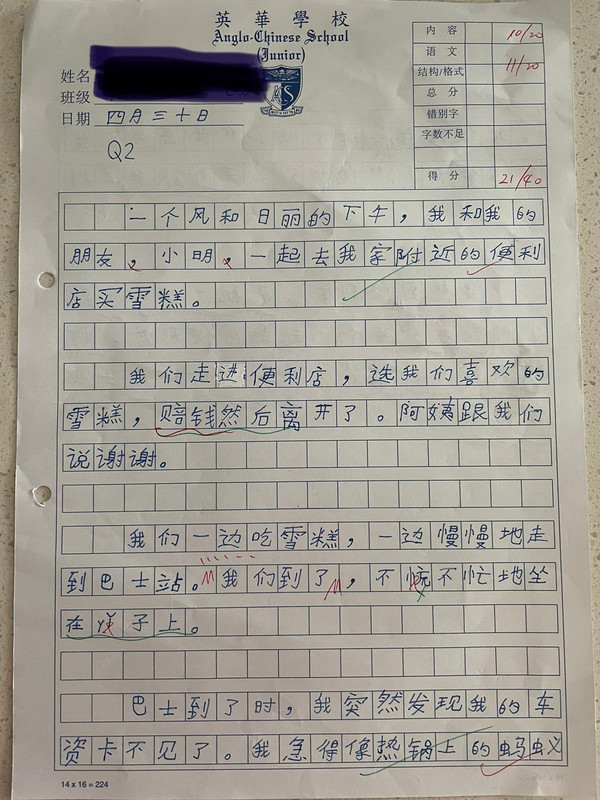 英華學校
Anglo-Chinese School
(Junior)
姓名
班级
日期 四月三十日
Q2
内容 10/20
语文
结构/格式 11/20
总分
错别字
字数不足
得分 21/40
一个风和日丽的下午，我和我的
朋友，小明，一起去我家附近的便利
店买雪糕。
我们走进便利店，选我们喜欢的
雪糕，赔钱然后离开了。阿姨跟我们
说谢谢。
我们一边吃雪糕，一边慢慢地走
到巴士站。我们到了，不慌不忙地坐
在子上。
巴士到了时，我突然发现我的车
资卡不见了。我急得像热锅上的蚂蚁
14 x 16 = 224